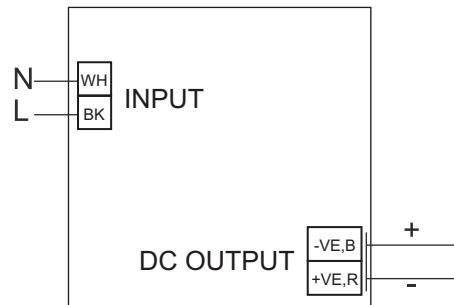 N
WH
INPUT
L
BK
-VE,B
+
DC OUTPUT
+VE,R
-